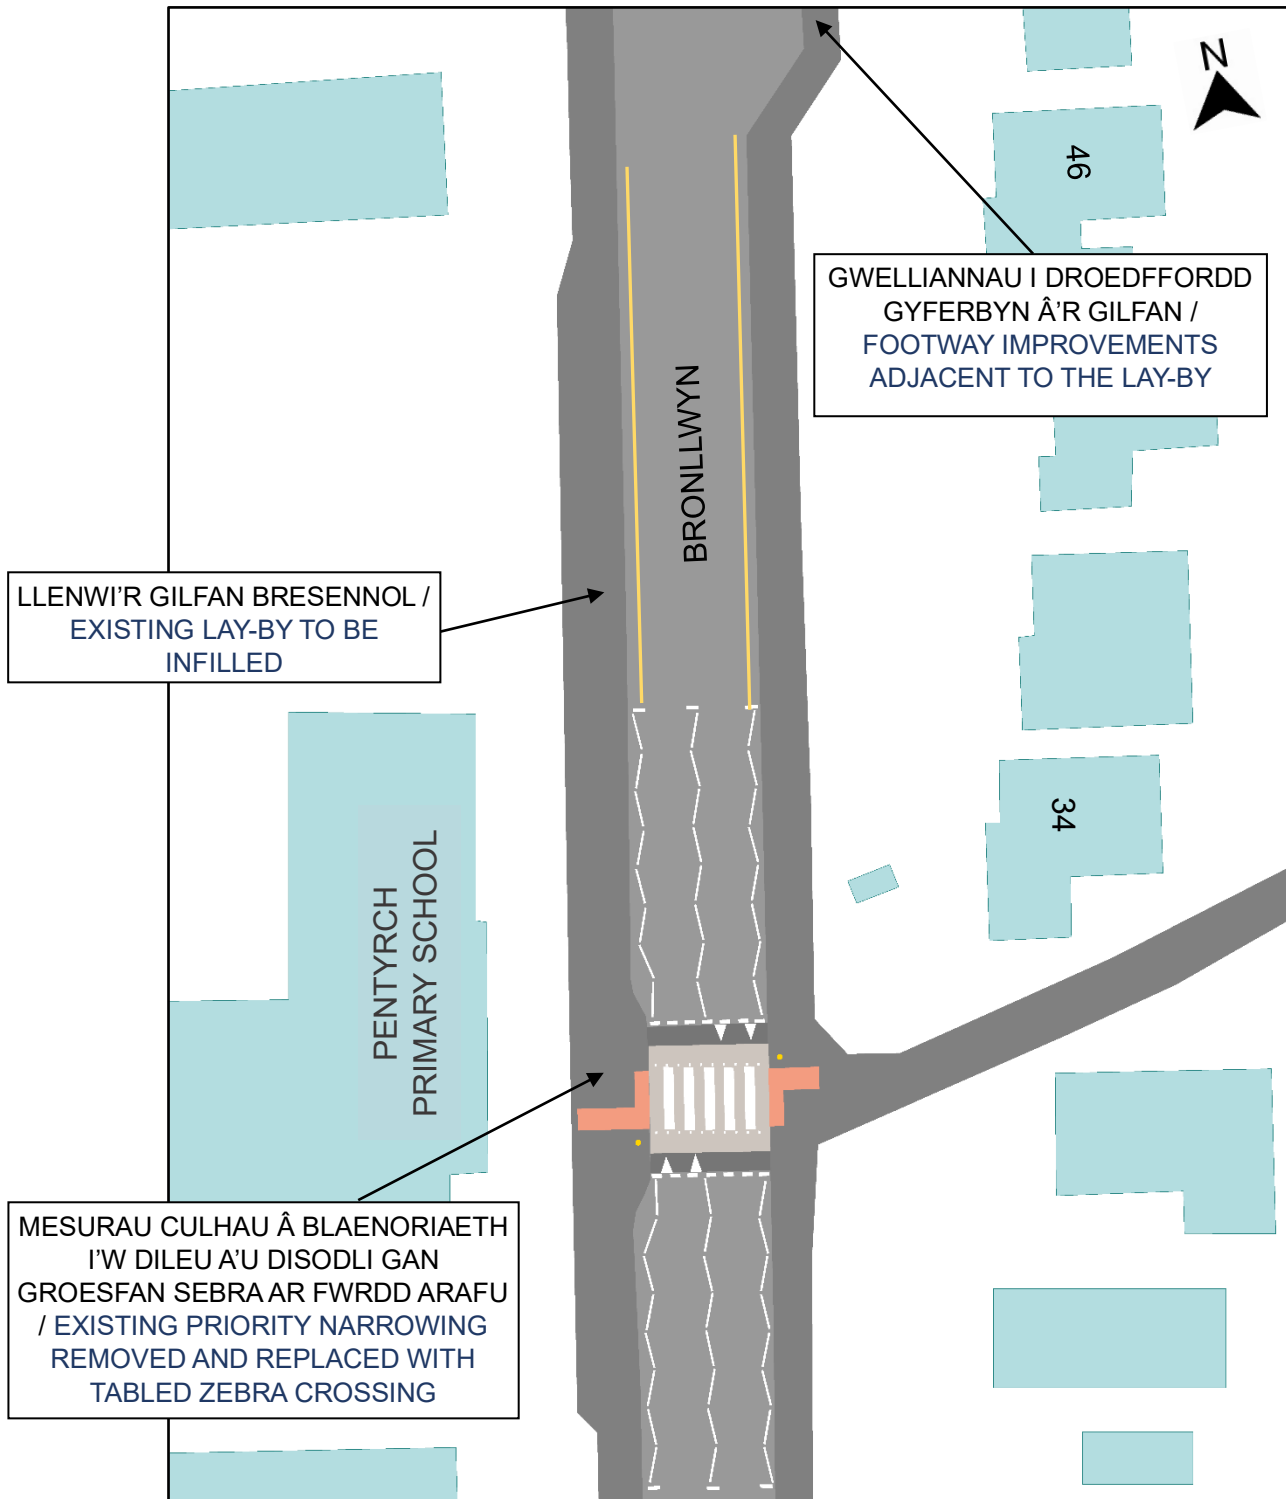 N
46
GWELLIANNAU I DROEDFFORDD
GYFERBYN Â’R GILFAN /
FOOTWAY IMPROVEMENTS
ADJACENT TO THE LAY-BY
BRONLLWYN
LLENWI’R GILFAN BRESENNOL /
EXISTING LAY-BY TO BE
INFILLED
34
PENTYRCH
PRIMARY SCHOOL
MESURAU CULHAU Â BLAENORIAETH
I’W DILEU A’U DISODLI GAN
GROESFAN SEBRA AR FWRDD ARAFU
/ EXISTING PRIORITY NARROWING
REMOVED AND REPLACED WITH
TABLED ZEBRA CROSSING